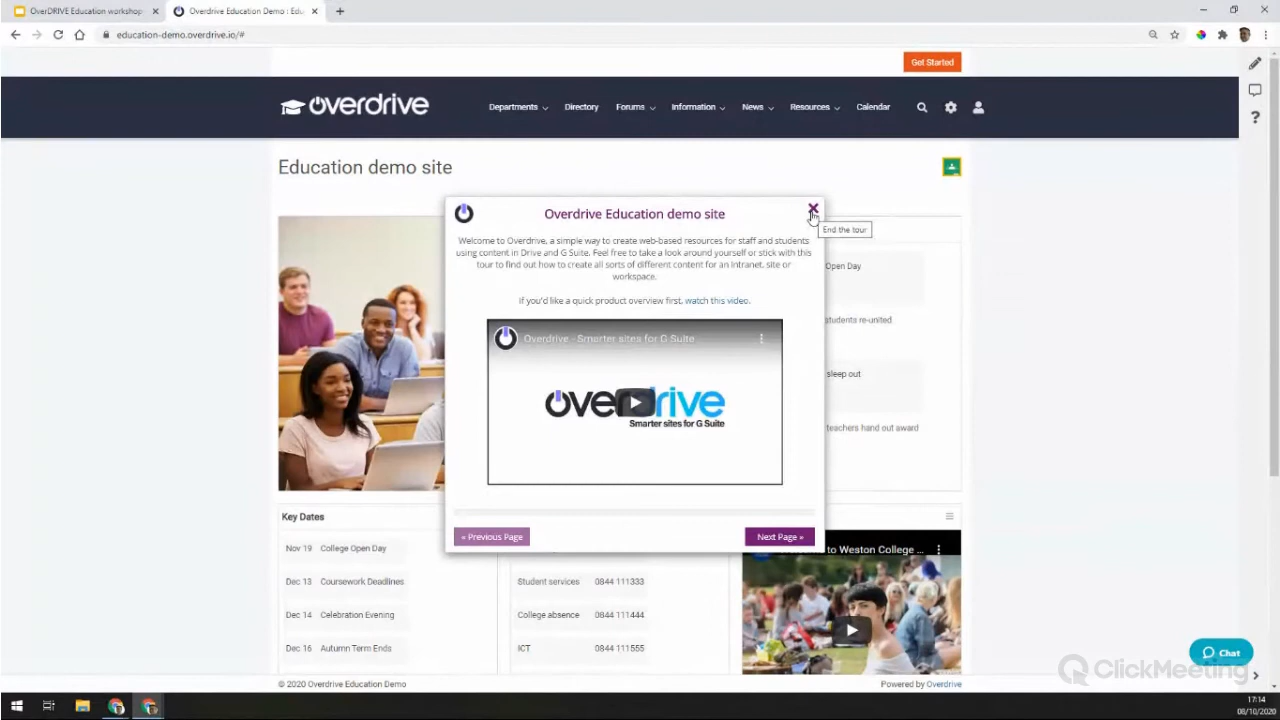 OverDRIVE Education workshop
Overdrive Education Demo : Edu
education-demo.overdrive.io/#
Get Started
overdrive
Departments
Directory
Forums
Information
News
Resources
Calendar
Education demo site
Overdrive Education demo site
End the tour
Welcome to Overdrive, a simple way to create web-based resources for staff and students
using content in Drive and G Suite. Feel free to take a look around yourself or stick with this
tour to find out how to create all sorts of different content for an Intranet, site or
workspace.
If you'd like a quick product overview first, watch this video.
Overdrive - Smarter sites for G Suite
Smarter sites for G Suite
« Previous Page
Next Page »
Open Day
students re-united
sleep out
teachers hand out award
Key Dates
Nov 19 College Open Day
Dec 13 Coursework Deadlines
Dec 14 Celebration Evening
Dec 16 Autumn Term Ends
Student services 0844 111333
College absence 0844 111444
ICT 0844 111555
to Weston College ...
Chat
ClickMeeting
© 2020 Overdrive Education Demo
Powered by Overdrive
17:14
08/10/2020